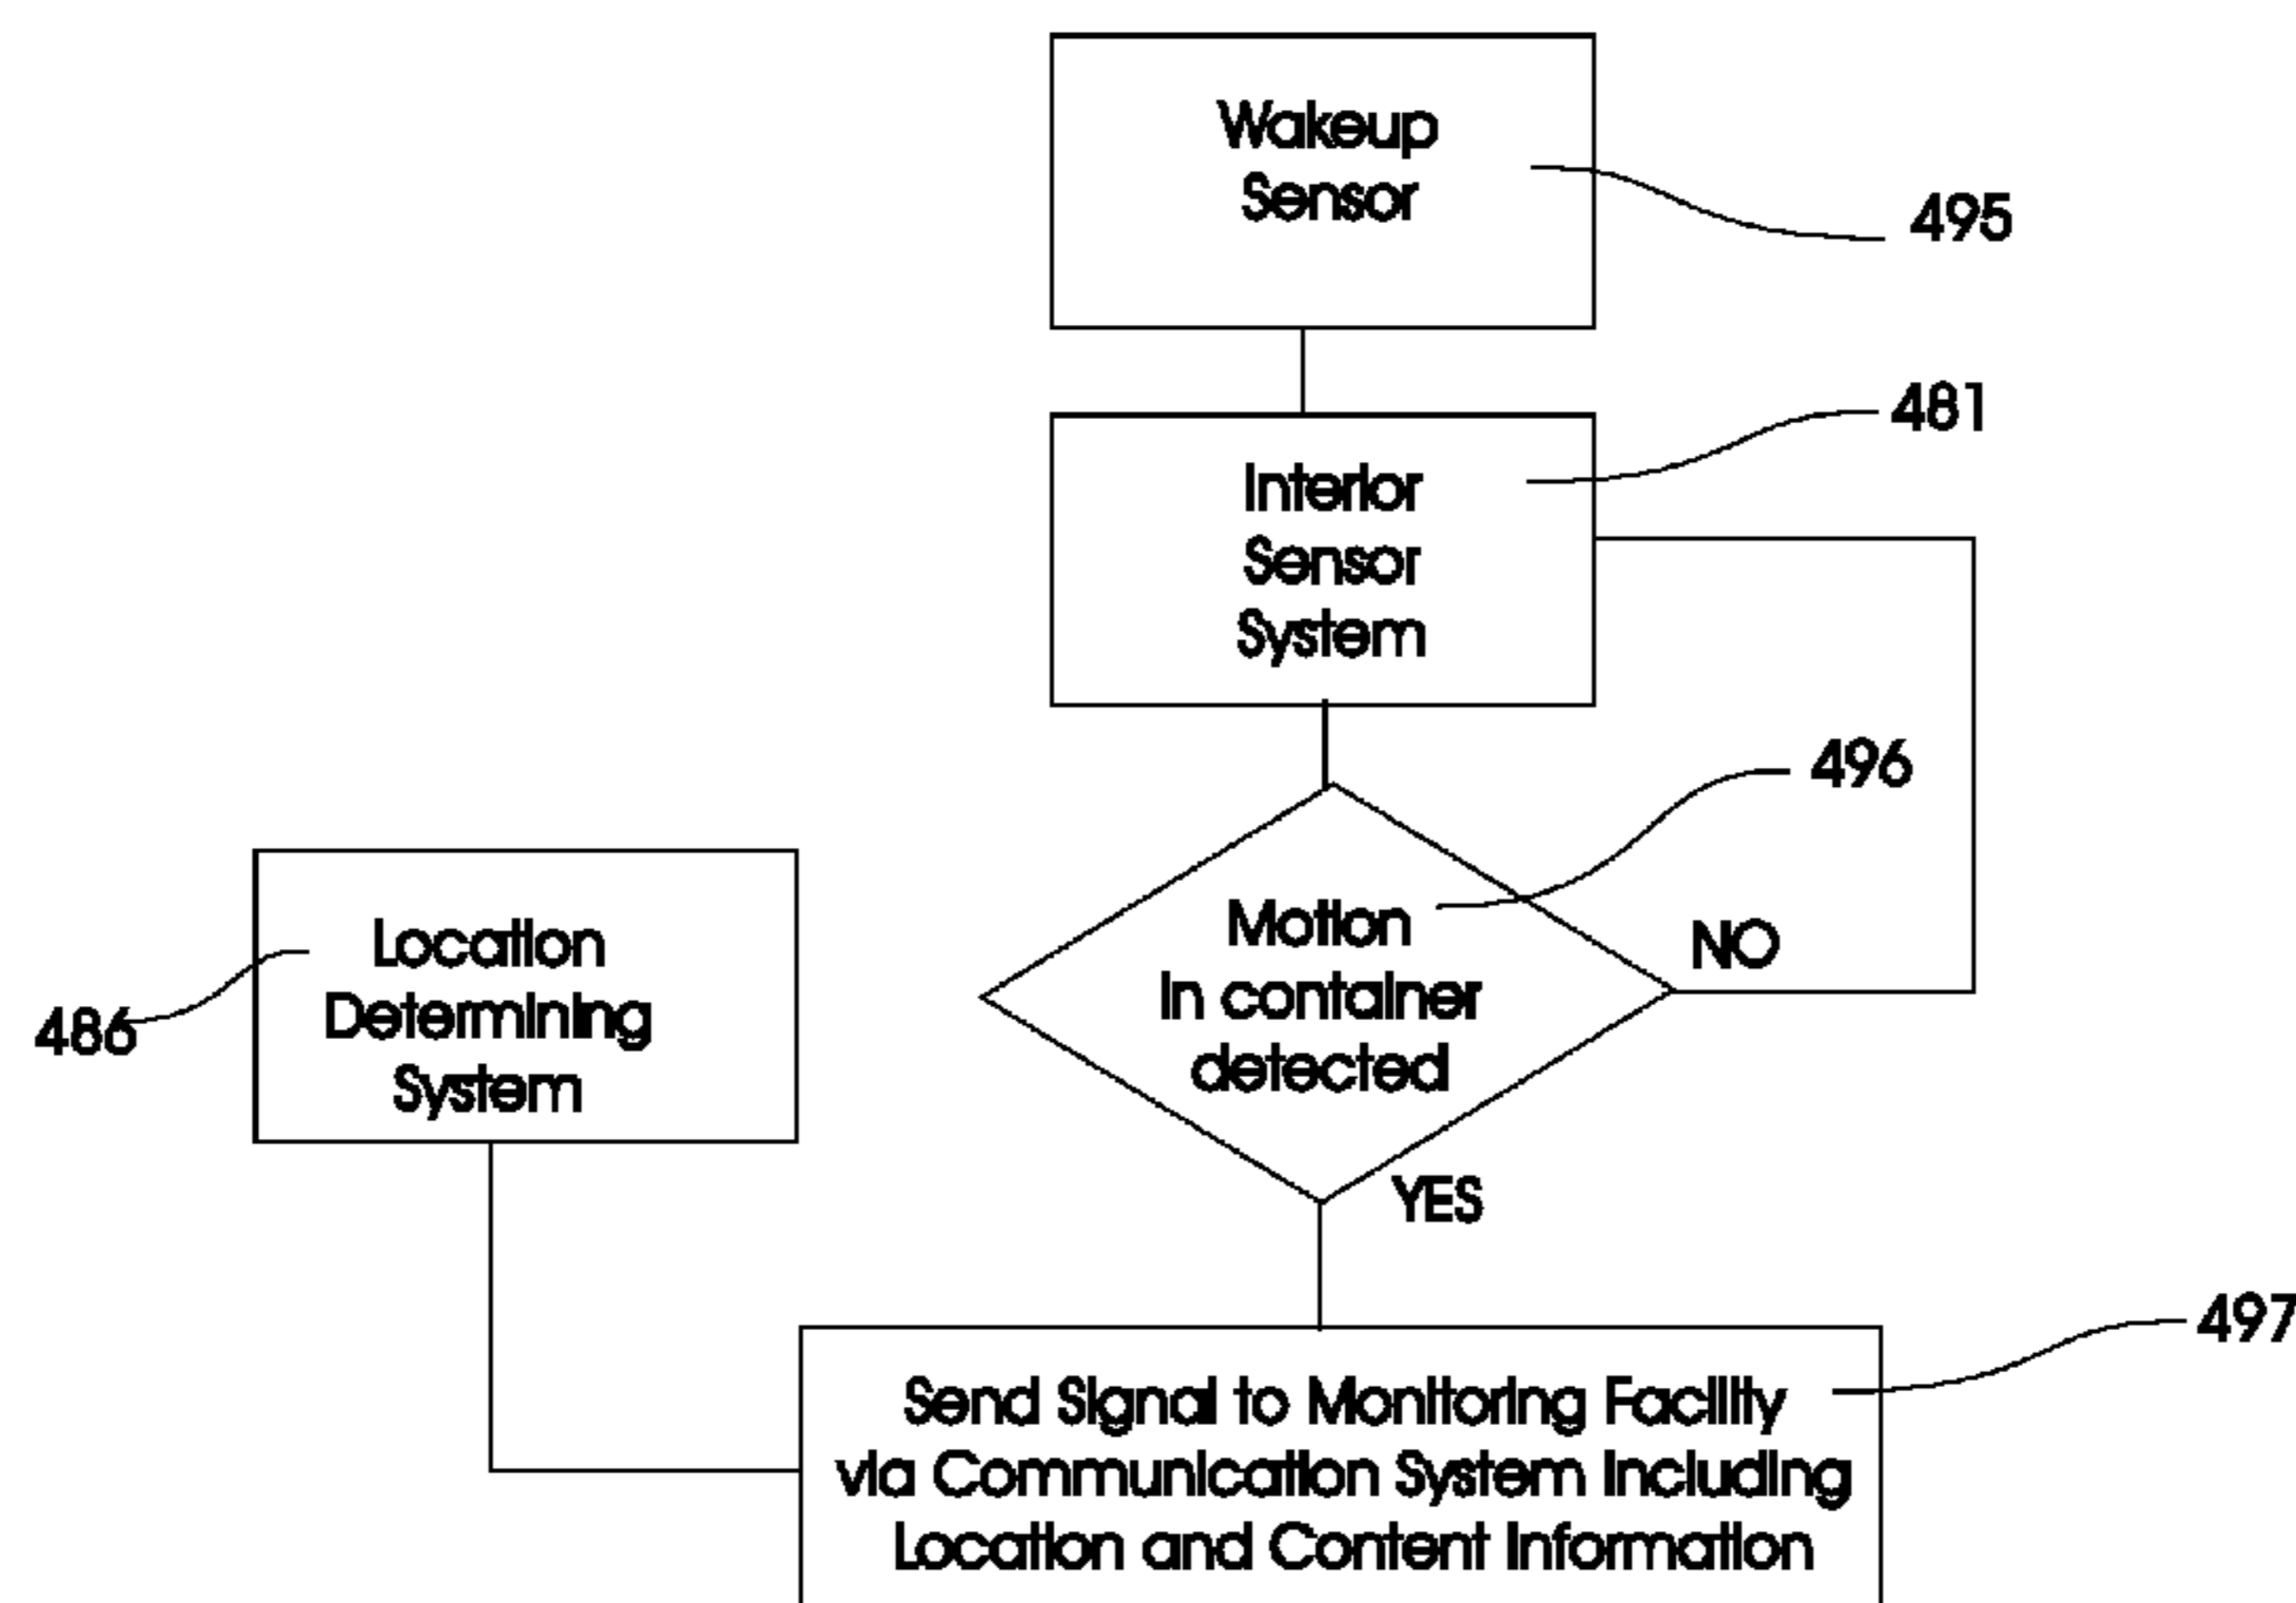 Wakeup
Sensor
495
Interior
Sensor
System
481
Motion
in container
detected
496
NO
YES
Location
Determining
System
486
Send Signal to Monitoring Facility
via Communication System Including
Location and Content Information
497